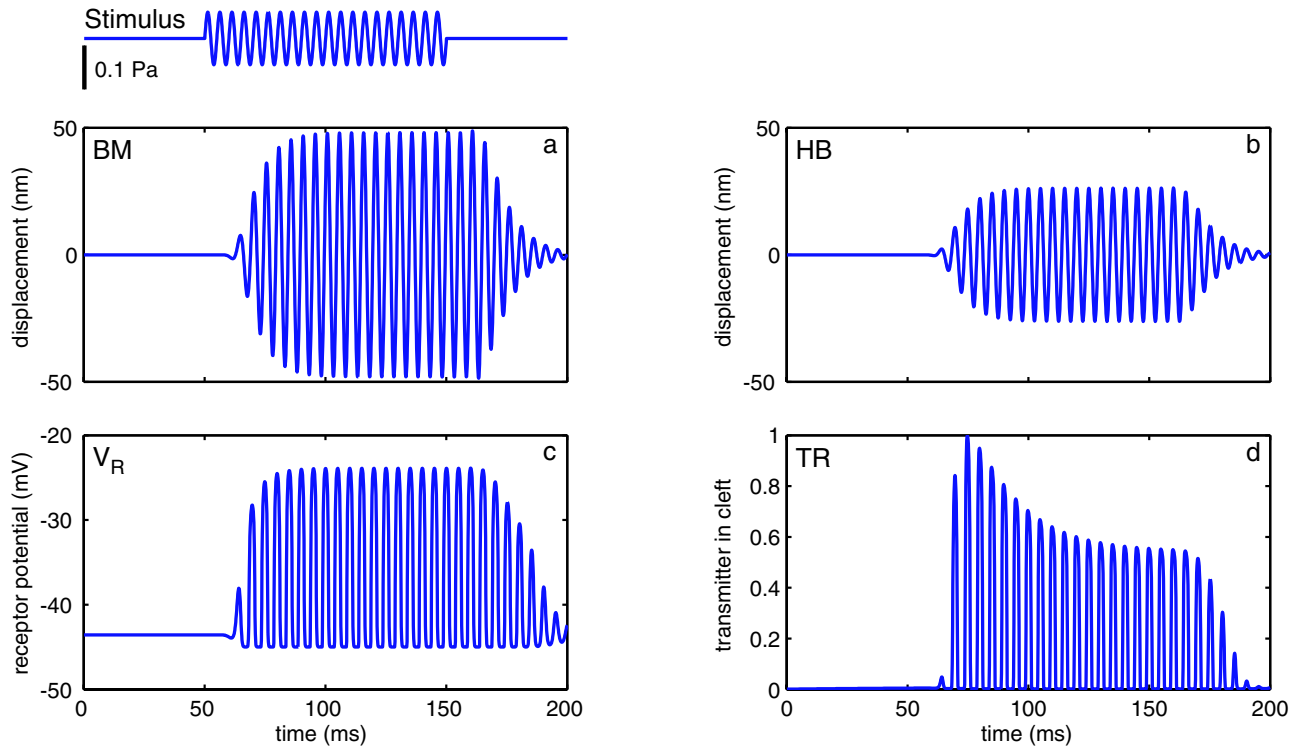 Stimulus
0.1 Pa
50
0
-50
displacement (nm)
BM
a
50
0
-50
displacement (nm)
HB
b
-20
-30
-40
-50
receptor potential (mV)
V_R
c
0
50
100
150
200
time (ms)
1
0.8
0.6
0.4
0.2
0
transmitter in cleft
TR
d
0
50
100
150
200
time (ms)